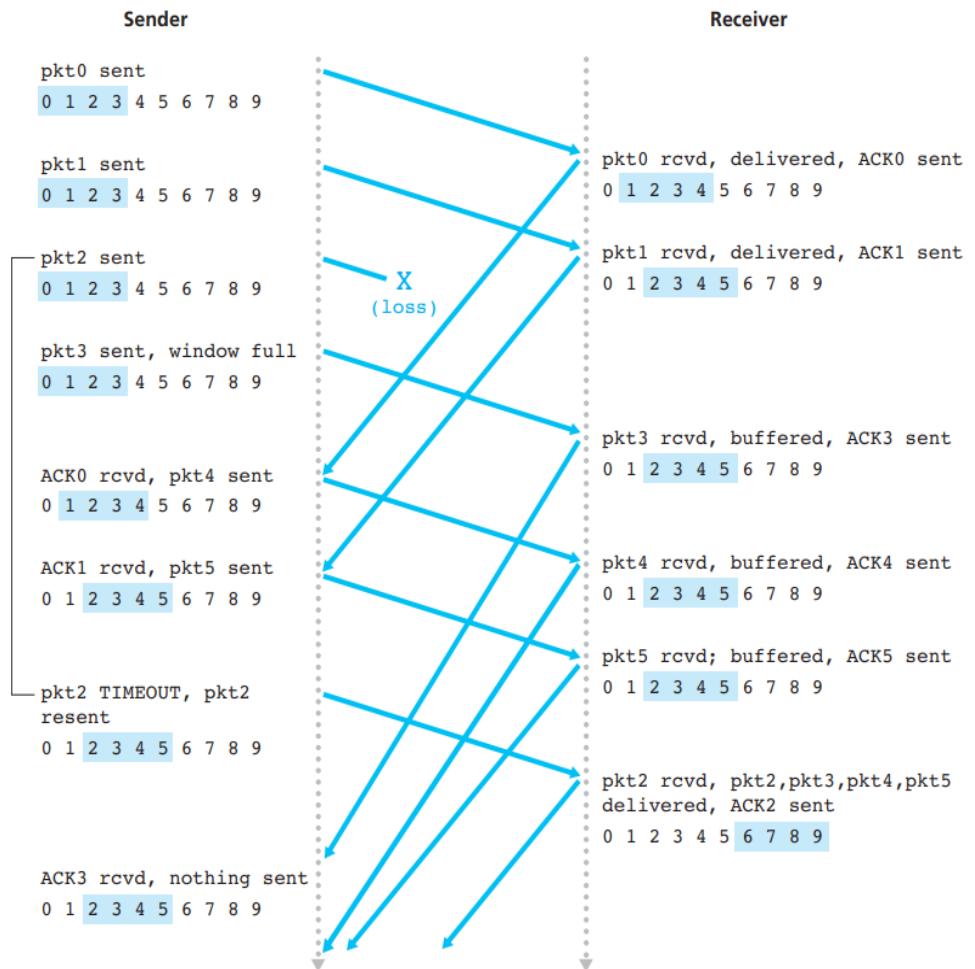 Sender
Receiver
pkt0 sent
0 1 2 3 4 5 6 7 8 9
pkt0 rcvd, delivered, ACK0 sent
0 1 2 3 4 5 6 7 8 9
pkt1 sent
0 1 2 3 4 5 6 7 8 9
pkt1 rcvd, delivered, ACK1 sent
0 1 2 3 4 5 6 7 8 9
pkt2 sent
0 1 2 3 4 5 6 7 8 9
X
(loss)
pkt3 sent, window full
0 1 2 3 4 5 6 7 8 9
pkt3 rcvd, buffered, ACK3 sent
0 1 2 3 4 5 6 7 8 9
ACK0 rcvd, pkt4 sent
0 1 2 3 4 5 6 7 8 9
pkt4 rcvd, buffered, ACK4 sent
0 1 2 3 4 5 6 7 8 9
ACK1 rcvd, pkt5 sent
0 1 2 3 4 5 6 7 8 9
pkt5 rcvd; buffered, ACK5 sent
0 1 2 3 4 5 6 7 8 9
pkt2 TIMEOUT, pkt2
resent
0 1 2 3 4 5 6 7 8 9
pkt2 rcvd, pkt2,pkt3,pkt4,pkt5
delivered, ACK2 sent
0 1 2 3 4 5 6 7 8 9
ACK3 rcvd, nothing sent
0 1 2 3 4 5 6 7 8 9